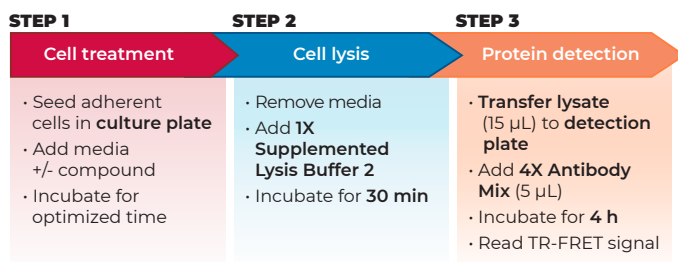 STEP 1
Cell treatment
· Seed adherent
cells in culture plate
· Add media
+/- compound
· Incubate for
optimized time
STEP 2
Cell lysis
· Remove media
· Add 1X
Supplemented
Lysis Buffer 2
· Incubate for 30 min
STEP 3
Protein detection
· Transfer lysate
(15 µL) to detection
plate
· Add 4X Antibody
Mix (5 µL)
· Incubate for 4 h
· Read TR-FRET signal